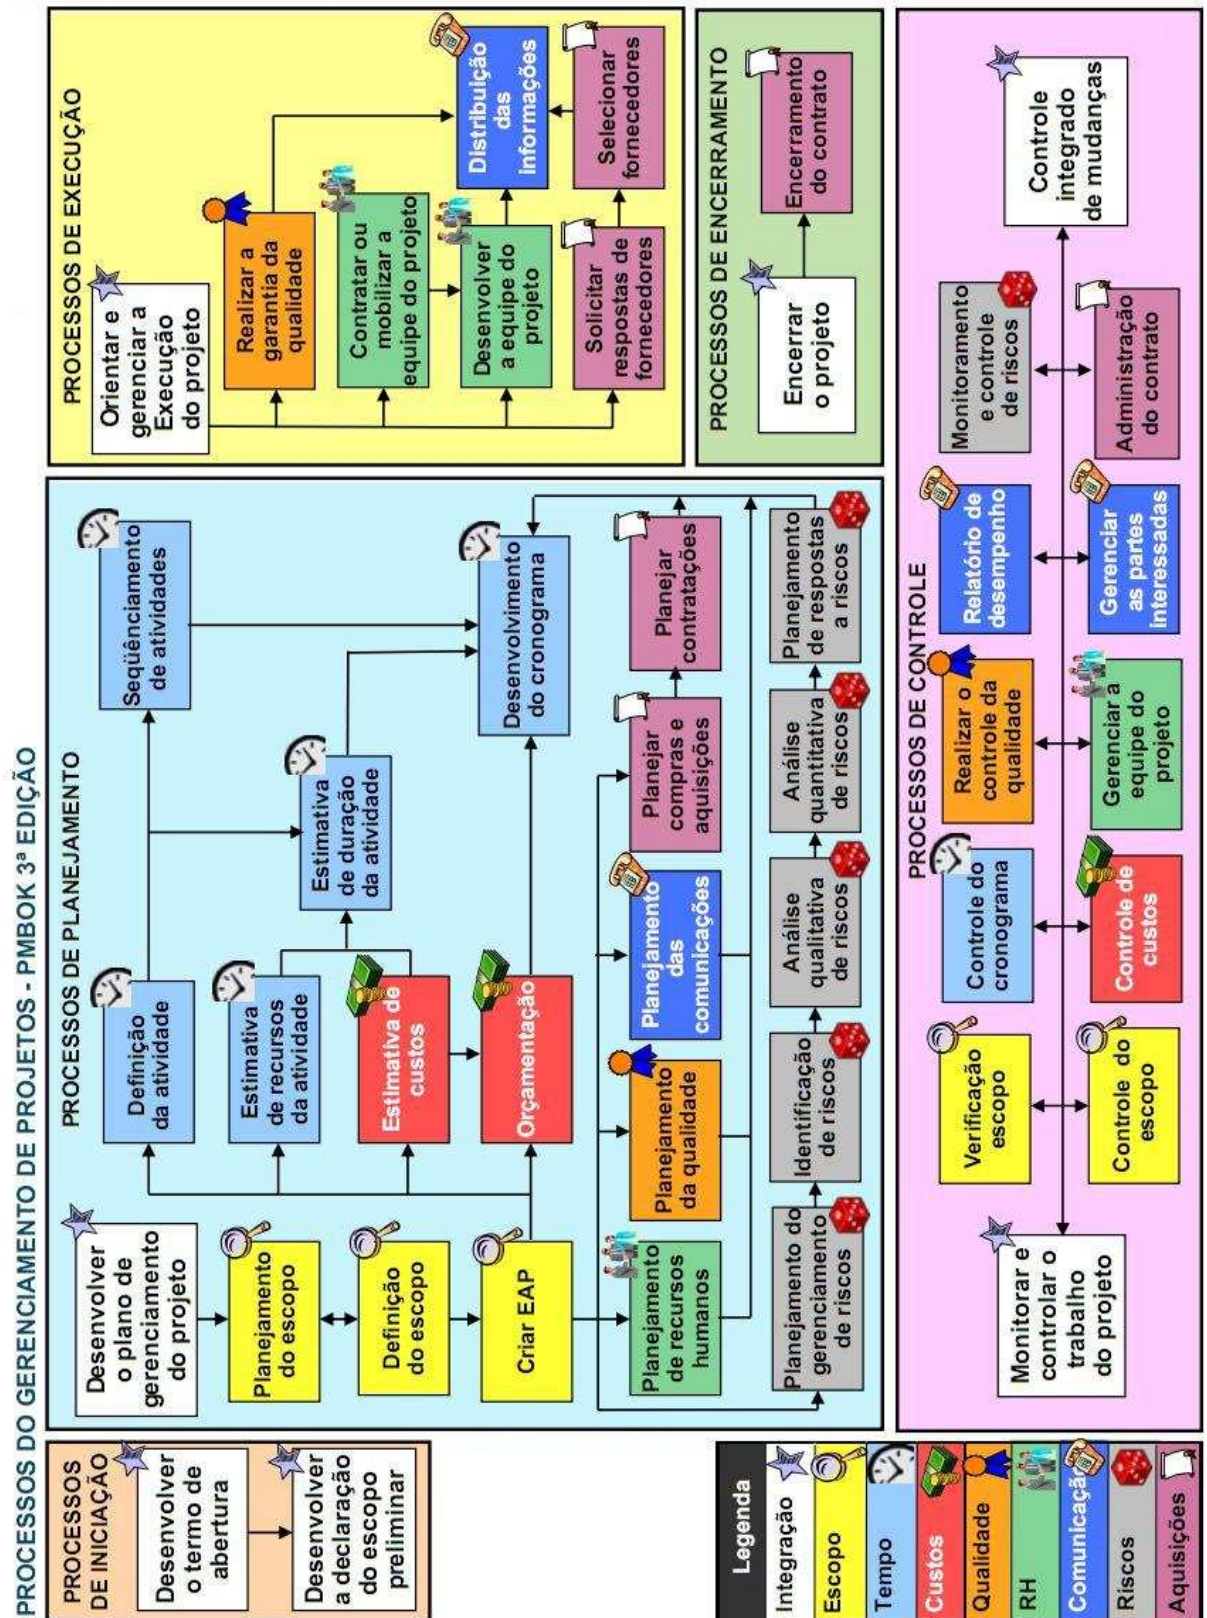 PROCESSOS DO GERENCIAMENTO DE PROJETOS - PMBOK 3ª EDIÇÃO
PROCESSOS
DE INICIAÇÃO
Desenvolver
o termo de
abertura
Desenvolver
a declaração
do escopo
preliminar
PROCESSOS DE PLANEJAMENTO
Desenvolver
o plano de
gerenciamento
do projeto
Planejamento
do escopo
Definição
do escopo
Criar EAP
Definição
da atividade
Estimativa
de recursos
da atividade
Estimativa de
custos
Orçamentação
Estimativa
de duração
da atividade
Seqüênciamento
de atividades
Desenvolvimento
do cronograma
Planejamento
de recursos
humanos
Planejamento
da qualidade
Planejamento
das
comunicações
Planejar
compras e
aquisições
Planejar
contratações
Planejamento do
gerenciamento
de riscos
Identificação
de riscos
Análise
qualitativa
de riscos
Análise
quantitativa
de riscos
Planejamento
de respostas
a riscos
PROCESSOS DE EXECUÇÃO
Orientar e
gerenciar a
Execução
do projeto
Realizar a
garantia da
qualidade
Contratar ou
mobilizar a
equipe do projeto
Desenvolver
a equipe do
projeto
Solicitar
respostas de
fornecedores
Distribuição
das
informações
Selecionar
fornecedores
PROCESSOS DE ENCERRAMENTO
Encerrar
o projeto
Encerramento
do contrato
Legenda
Integração
Escopo
Tempo
Custos
Qualidade
RH
Comunicação
Riscos
Aquisições
PROCESSOS DE CONTROLE
Monitorar e
controlar o
trabalho
do projeto
Verificação
escopo
Controle do
escopo
Controle do
cronograma
Controle de
custos
Realizar o
controle da
qualidade
Gerenciar a
equipe do
projeto
Relatório de
desempenho
Gerenciar
as partes
interessadas
Monitoramento
e controle
de riscos
Administração
do contrato
Controle
integrado
de mudanças